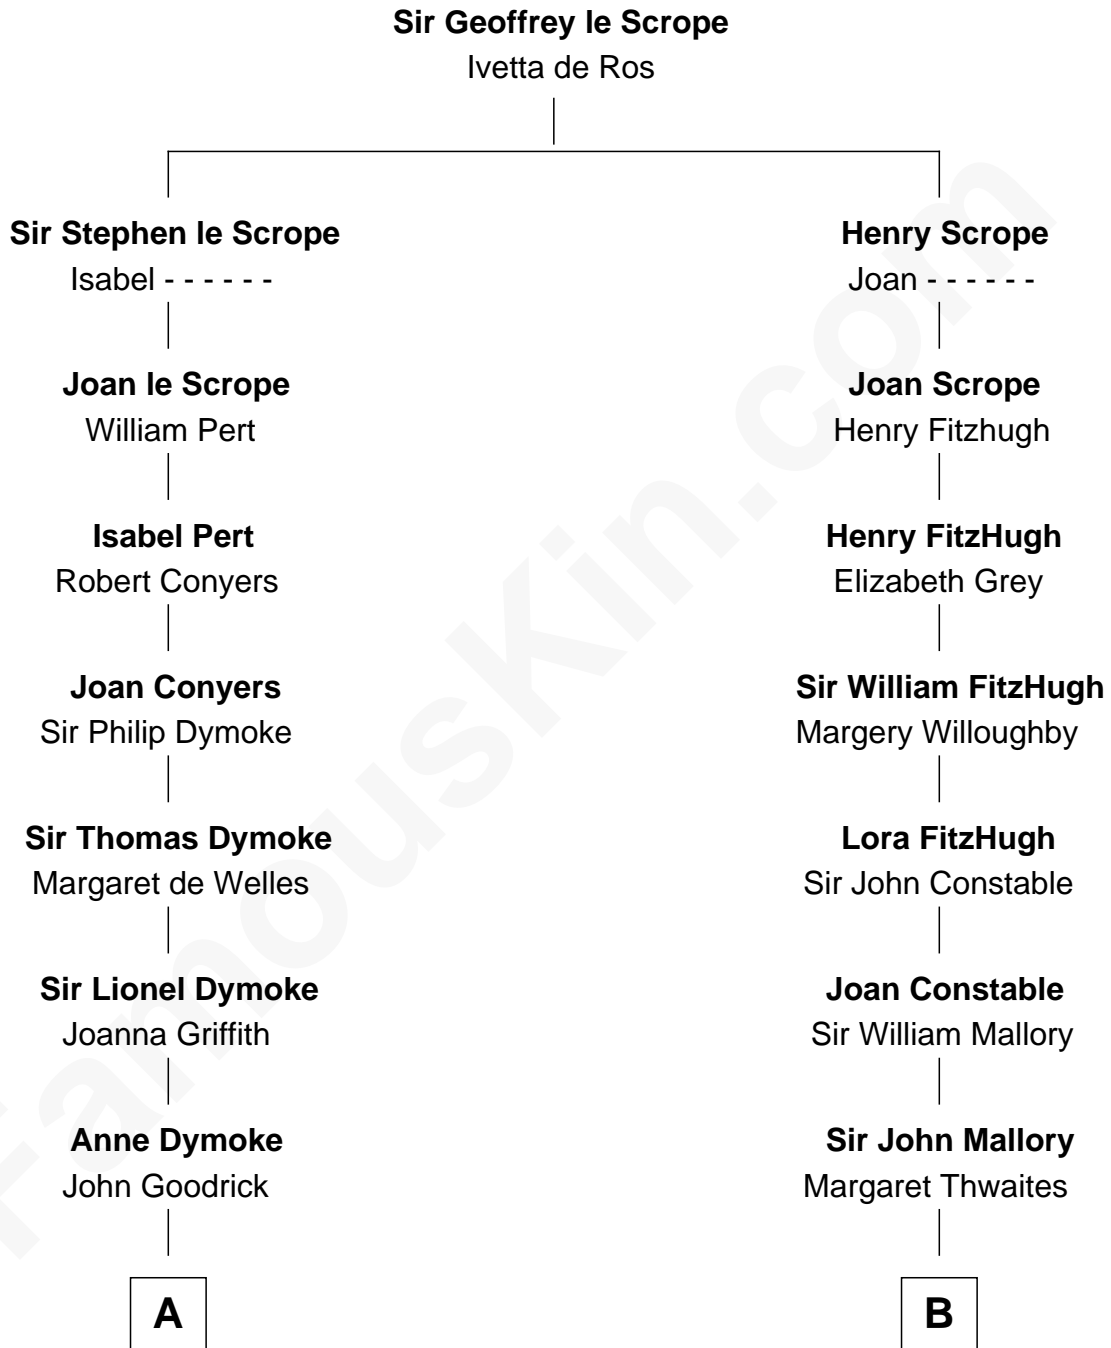 Sir Geoffrey le Scrope
Ivetta de Ros
Sir Stephen le Scrope
Isabel - - - - - -
Joan le Scrope
William Pert
Isabel Pert
Robert Conyers
Joan Conyers
Sir Philip Dymoke
Sir Thomas Dymoke
Margaret de Welles
Sir Lionel Dymoke
Joanna Griffith
Anne Dymoke
John Goodrick
A
Henry Scrope
Joan - - - - - -
Joan Scrope
Henry Fitzhugh
Henry FitzHugh
Elizabeth Grey
Sir William FitzHugh
Margery Willoughby
Lora FitzHugh
Sir John Constable
Joan Constable
Sir William Mallory
Sir John Mallory
Margaret Thwaites
B
FamousKin.com